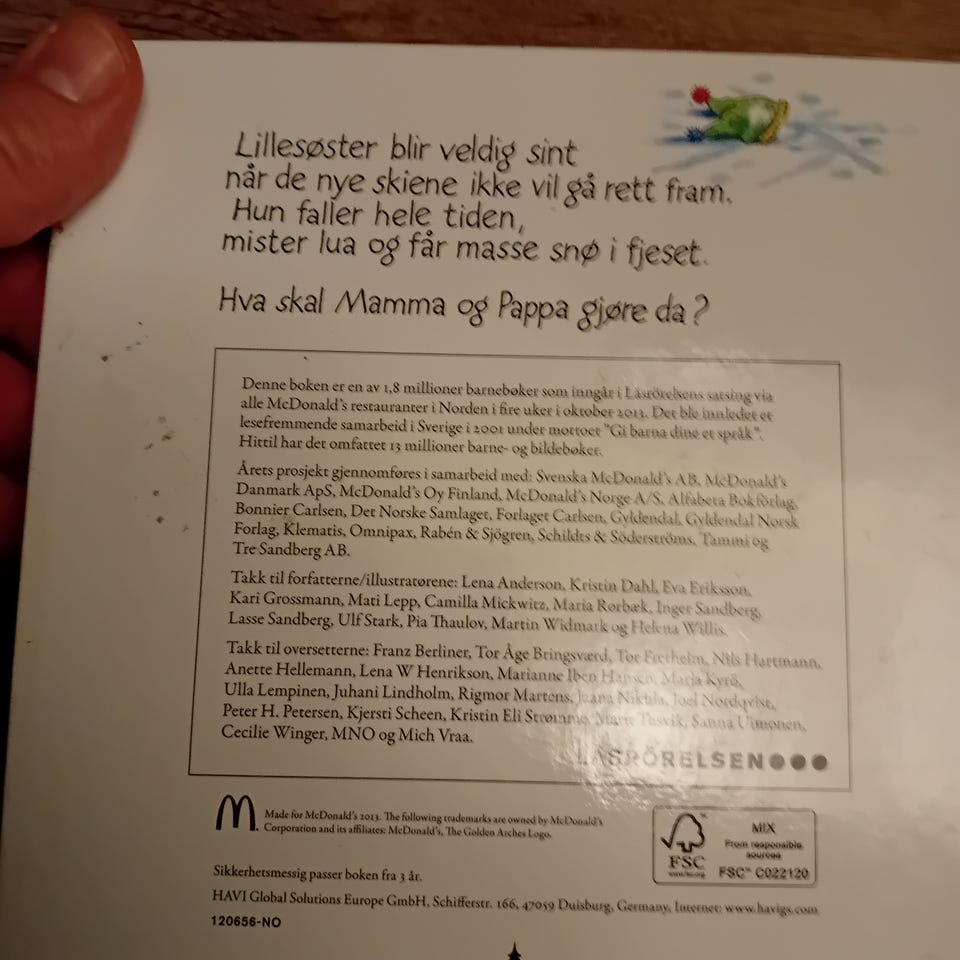 Lillesøster blir veldig sint
når de nye skiene ikke vil gå rett fram.
Hun faller hele tiden,
mister lua og får masse snø i fjeset.
Hva skal Mamma og Pappa gjøre da?
Denne boken er en av 1,8 millioner barnebøker som inngår i Läsrörelsens satsing via
alle McDonald's restauranter i Norden i fire uker i oktober 2013. Det ble innledet et
lesefremmende samarbeid i Sverige i 2001 under mottoet "Gi barna dine et språk".
Hittil har det omfattet 13 millioner barne- og bildebøker.
Årets prosjekt gjennomføres i samarbeid med: Svenska McDonald's AB, McDonald's
Danmark ApS, McDonald's Oy Finland, McDonald's Norge A/S, Alfabeta Bokförlag,
Bonnier Carlsen, Det Norske Samlaget, Forlaget Carlsen, Gyldendal, Gyldendal Norsk
Forlag, Klematis, Omnipax, Rabén & Sjögren, Schildts & Söderströms, Tammi og
Tre Sandberg AB.
Takk til forfatterne/illustratørene: Lena Anderson, Kristin Dahl, Eva Eriksson,
Kari Grossmann, Mati Lepp, Camilla Mickwitz, Maria Rørbæk, Inger Sandberg,
Lasse Sandberg, Ulf Stark, Pia Thaulov, Martin Widmark og Helena Willis.
Takk til oversetterne: Franz Berliner, Tor Åge Bringsværd, Tor Fretheim, Nils Hartmann,
Anette Hellemann, Lena W Henrikson, Marianne Iben Hansen, Marja Kyrö,
Ulla Lempinen, Juhani Lindholm, Rigmor Martens, Jaana Nikula, Joel Nordqvist,
Peter H. Petersen, Kjersti Scheen, Kristin Eli Strømme, Sanna Uimonen,
Cecilie Winger, MNO og Mich Vraa.
LÄSRÖRELSEN
Made for McDonald's 2013. The following trademarks are owned by McDonald's
Corporation and its affiliates: McDonald's, The Golden Arches Logo.
MIX
From responsible
sources
FSC
www.fsc.org
FSC™ C022120
Sikkerhetsmessig passer boken fra 3 år.
HAVI Global Solutions Europe GmbH, Schifferstr. 166, 47059 Duisburg, Germany, Internet: www.havigs.com
120656-NO